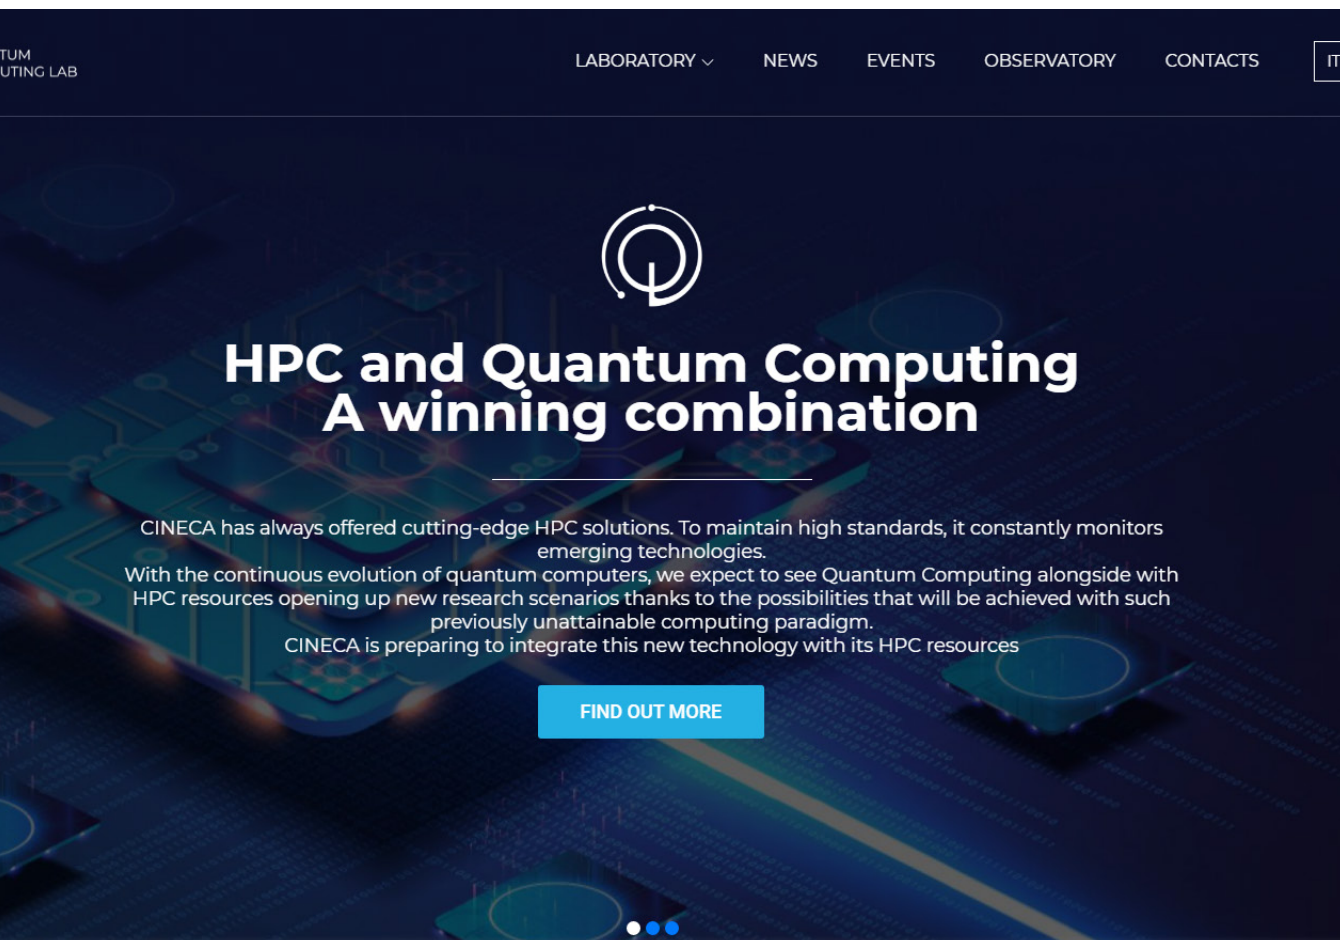 TUM
UTING LAB
LABORATORY NEWS EVENTS OBSERVATORY CONTACTS IT
HPC and Quantum Computing
A winning combination
CINECA has always offered cutting-edge HPC solutions. To maintain high standards, it constantly monitors
emerging technologies.
With the continuous evolution of quantum computers, we expect to see Quantum Computing alongside with
HPC resources opening up new research scenarios thanks to the possibilities that will be achieved with such
previously unattainable computing paradigm.
CINECA is preparing to integrate this new technology with its HPC resources
FIND OUT MORE